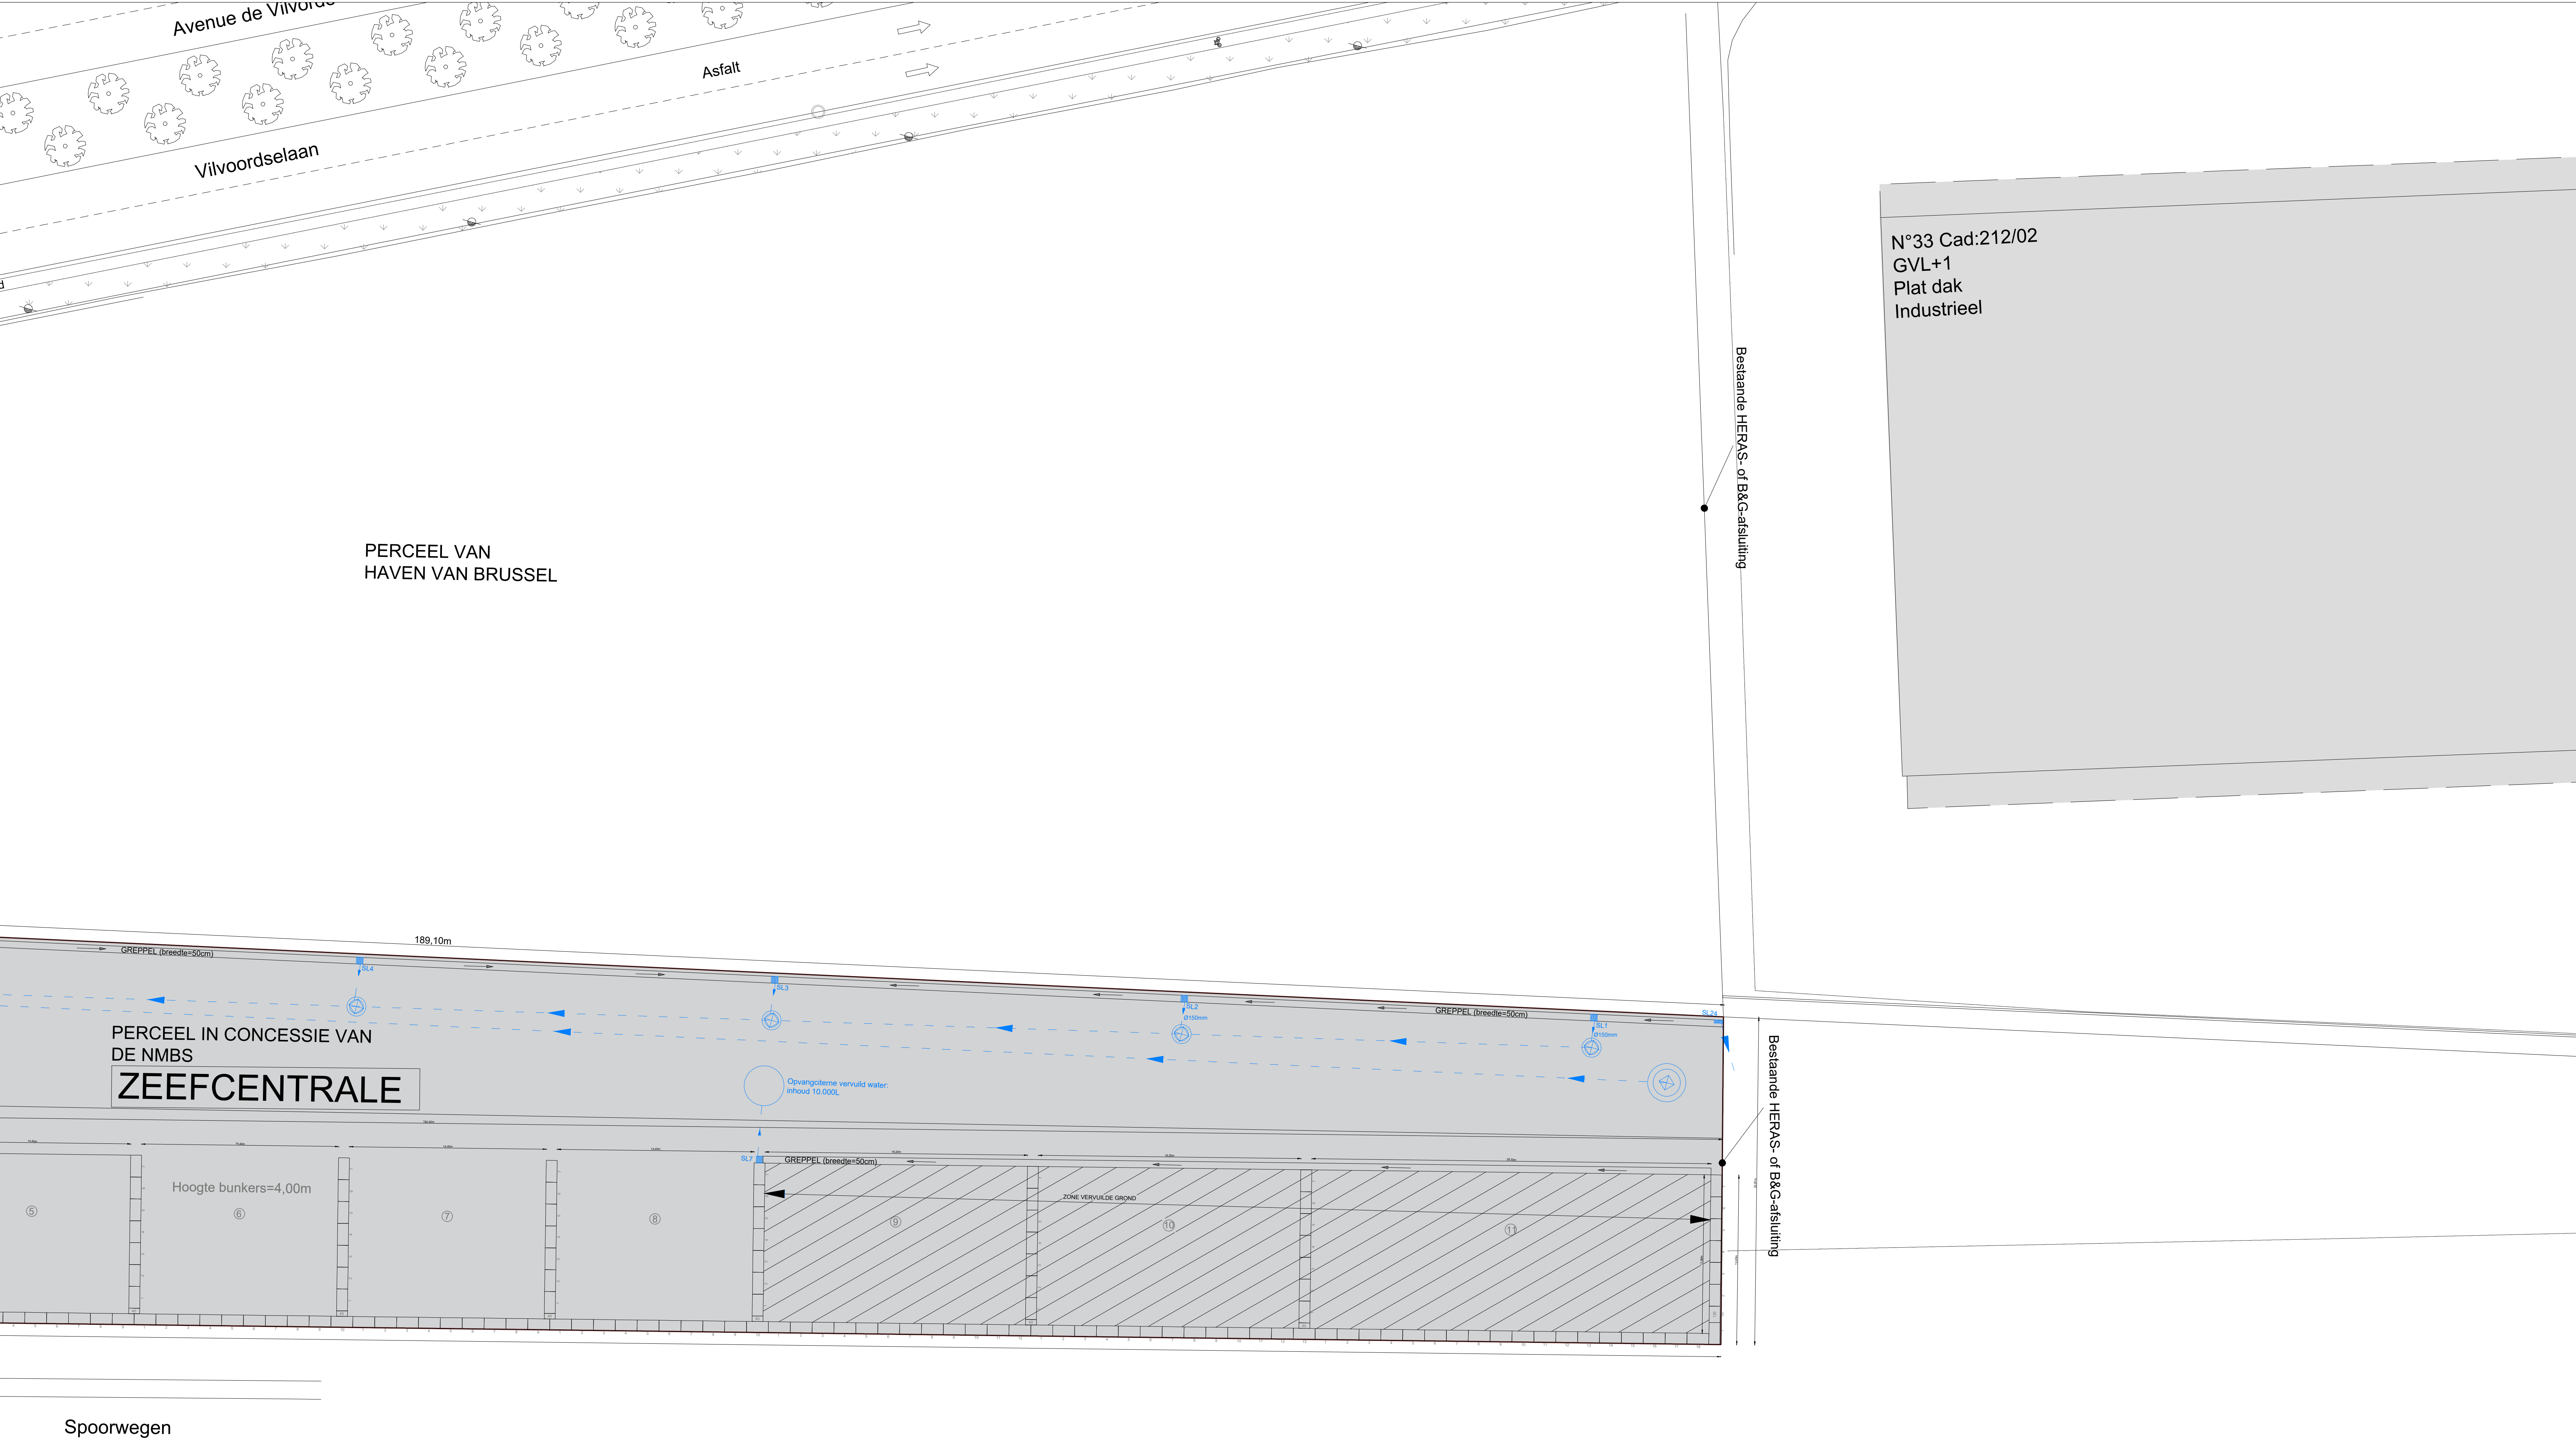 Avenue de Vilvorde
Asfalt
Vilvoordselaan
N°33 Cad:212/02
GVL+1
Plat dak
Industrieel
Bestaande HERAS- of B&G-afsluiting
PERCEEL VAN
HAVEN VAN BRUSSEL
189,10m
GREPPEL (breedte=50cm)
SL4
SL3
SL2
Ø150mm
GREPPEL (breedte=50cm)
SL1
Ø150mm
SL24
PERCEEL IN CONCESSIE VAN
DE NMBS
ZEEFCENTRALE
Opvangciterne vervuild water:
inhoud 10.000L
Bestaande HERAS- of B&G-afsluiting
SL7
GREPPEL (breedte=50cm)
Hoogte bunkers=4,00m
ZONE VERVUILDE GROND
5
6
7
8
9
10
11
Spoorwegen